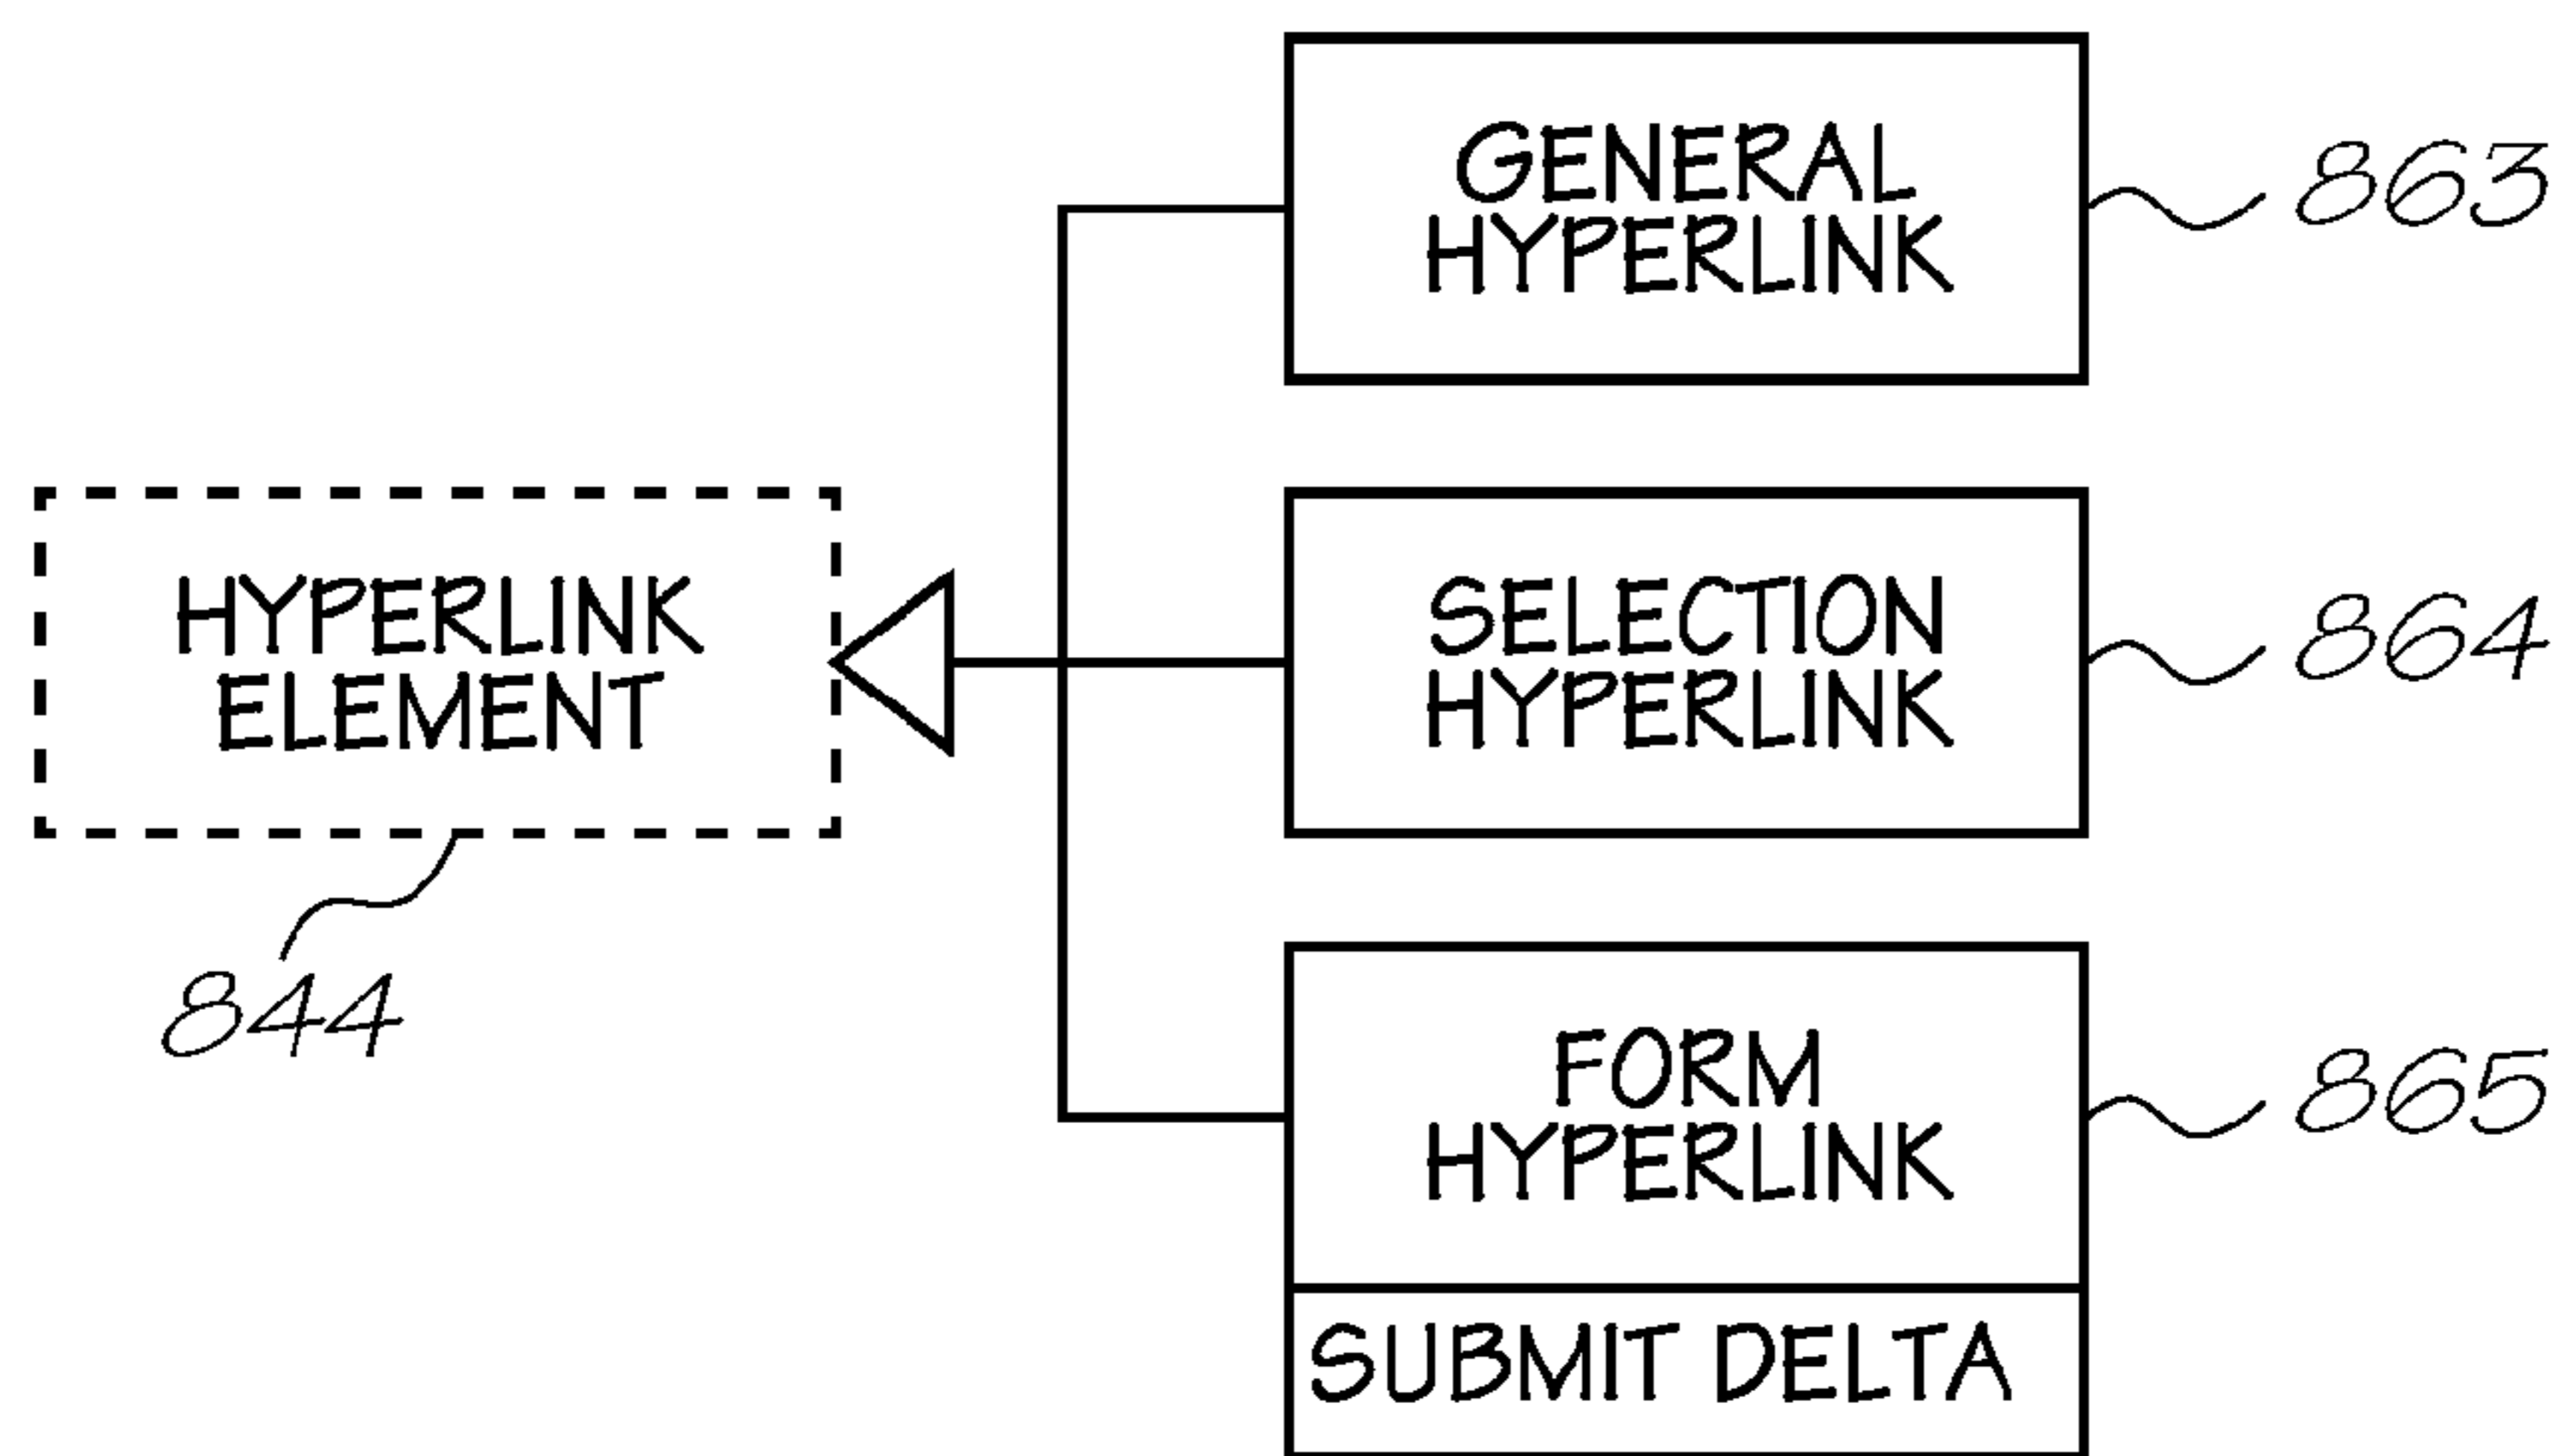 GENERAL
HYPERLINK
863
HYPERLINK
ELEMENT
844
SELECTION
HYPERLINK
864
FORM
HYPERLINK
865
SUBMIT DELTA